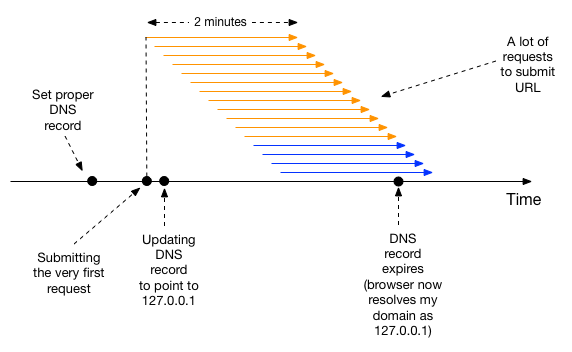 2 minutes
A lot of
requests
to submit
URL
Set proper
DNS
record
Time
Submitting
the very first
request
Updating
DNS
record
to point to
127.0.0.1
DNS
record
expires
(browser now
resolves my
domain as
127.0.0.1)